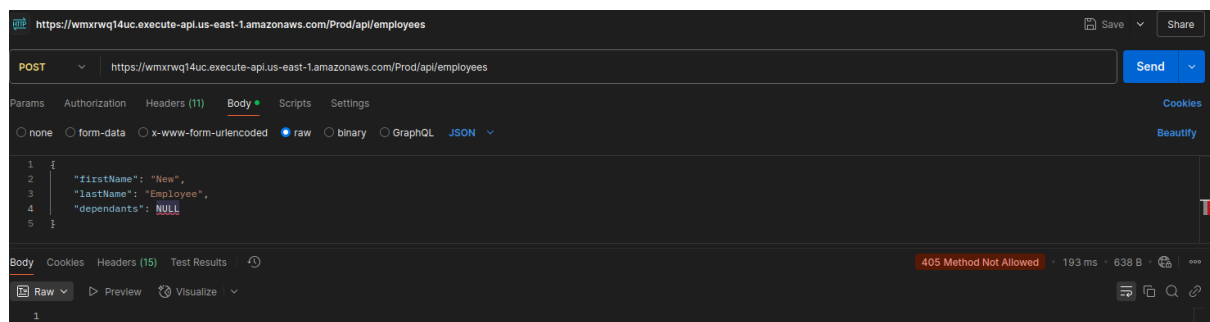 HTTP https://wmxrwq14uc.execute-api.us-east-1.amazonaws.com/Prod/api/employees Save Share
POST https://wmxrwq14uc.execute-api.us-east-1.amazonaws.com/Prod/api/employees Send
Params Authorization Headers (11) Body Scripts Settings Cookies
none form-data x-www-form-urlencoded raw binary GraphQL JSON Beautify
1 {
2 "firstName": "New",
3 "lastName": "Employee",
4 "dependants": NULL
5 }
Body Cookies Headers (15) Test Results 405 Method Not Allowed 193 ms 638 B
Raw Preview Visualize
1